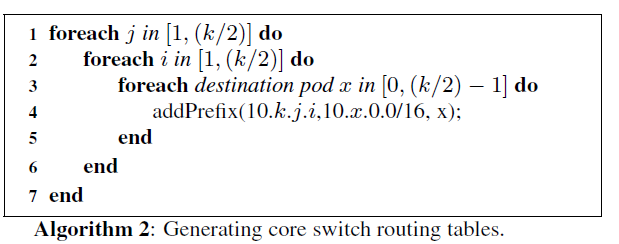 1 foreach j in [1, (k/2)] do
2 foreach i in [1, (k/2)] do
3 foreach destination pod x in [0, (k/2) − 1] do
4 addPrefix(10.k.j.i,10.x.0.0/16, x);
5 end
6 end
7 end
Algorithm 2: Generating core switch routing tables.